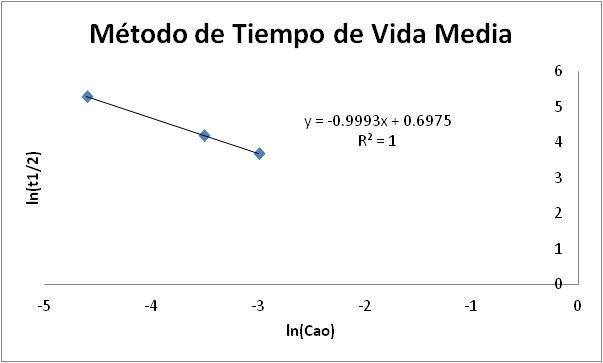 Método de Tiempo de Vida Media
6
5
4
3
2
1
0
y = -0.9993x + 0.6975
R² = 1
ln(t1/2)
-5 -4 -3 -2 -1 0
ln(Cao)